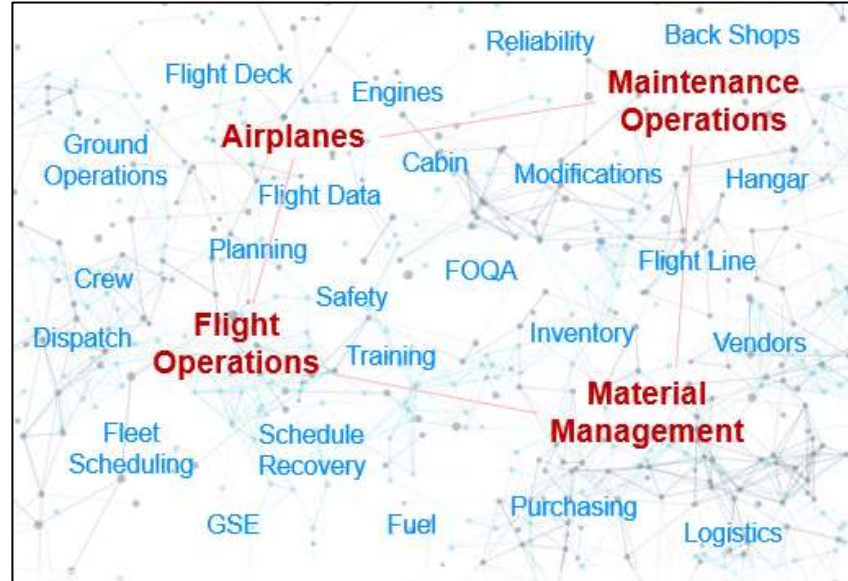 Reliability
Back Shops
Flight Deck
Engines
Maintenance
Operations
Airplanes
Ground
Operations
Cabin
Modifications
Hangar
Flight Data
Planning
Crew
Safety
FOQA
Flight Line
Dispatch
Flight
Operations
Training
Inventory
Vendors
Material
Management
Fleet
Scheduling
Schedule
Recovery
GSE
Fuel
Purchasing
Logistics